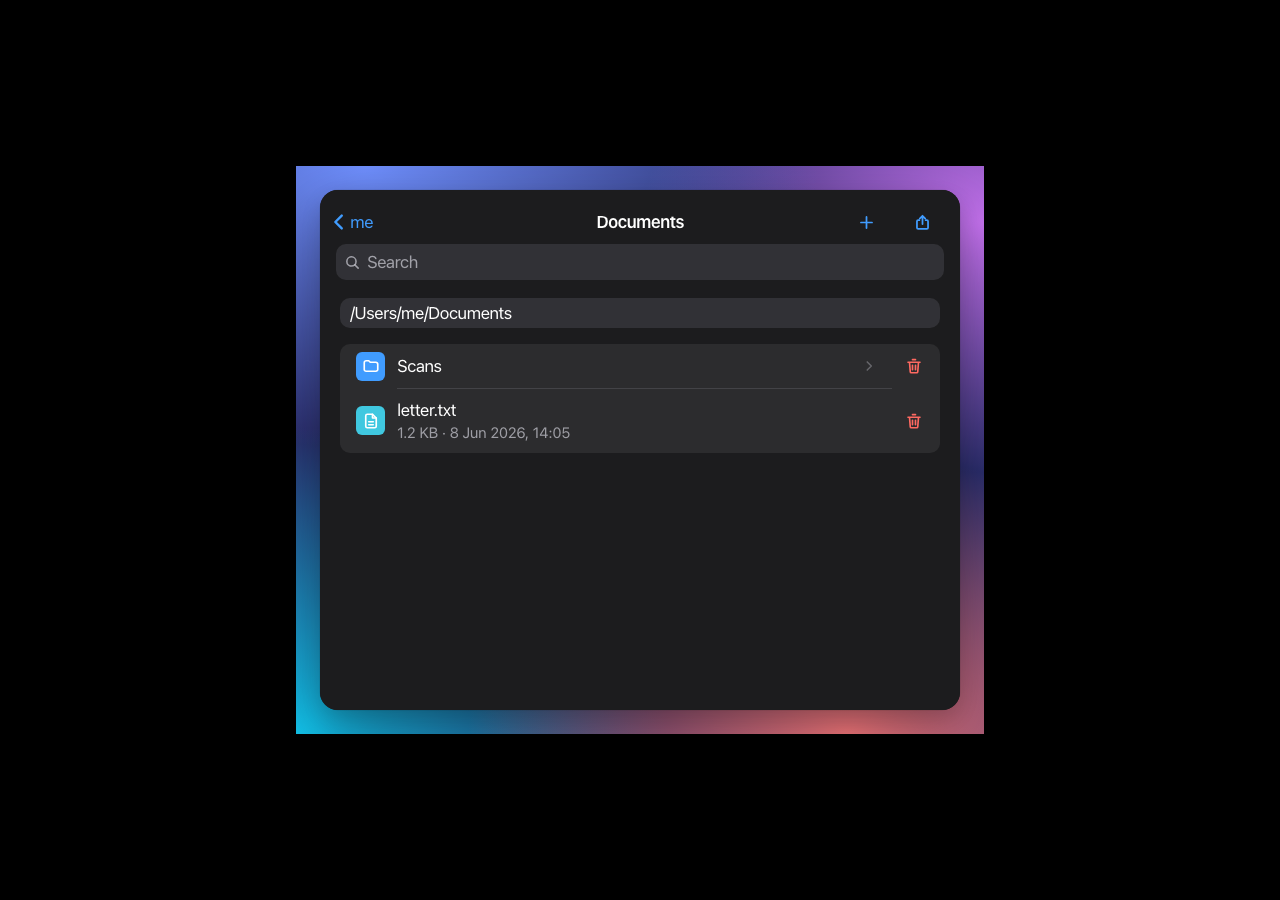 me
Documents
Search
/Users/me/Documents
Scans
letter.txt
1.2 KB · 8 Jun 2026, 14:05